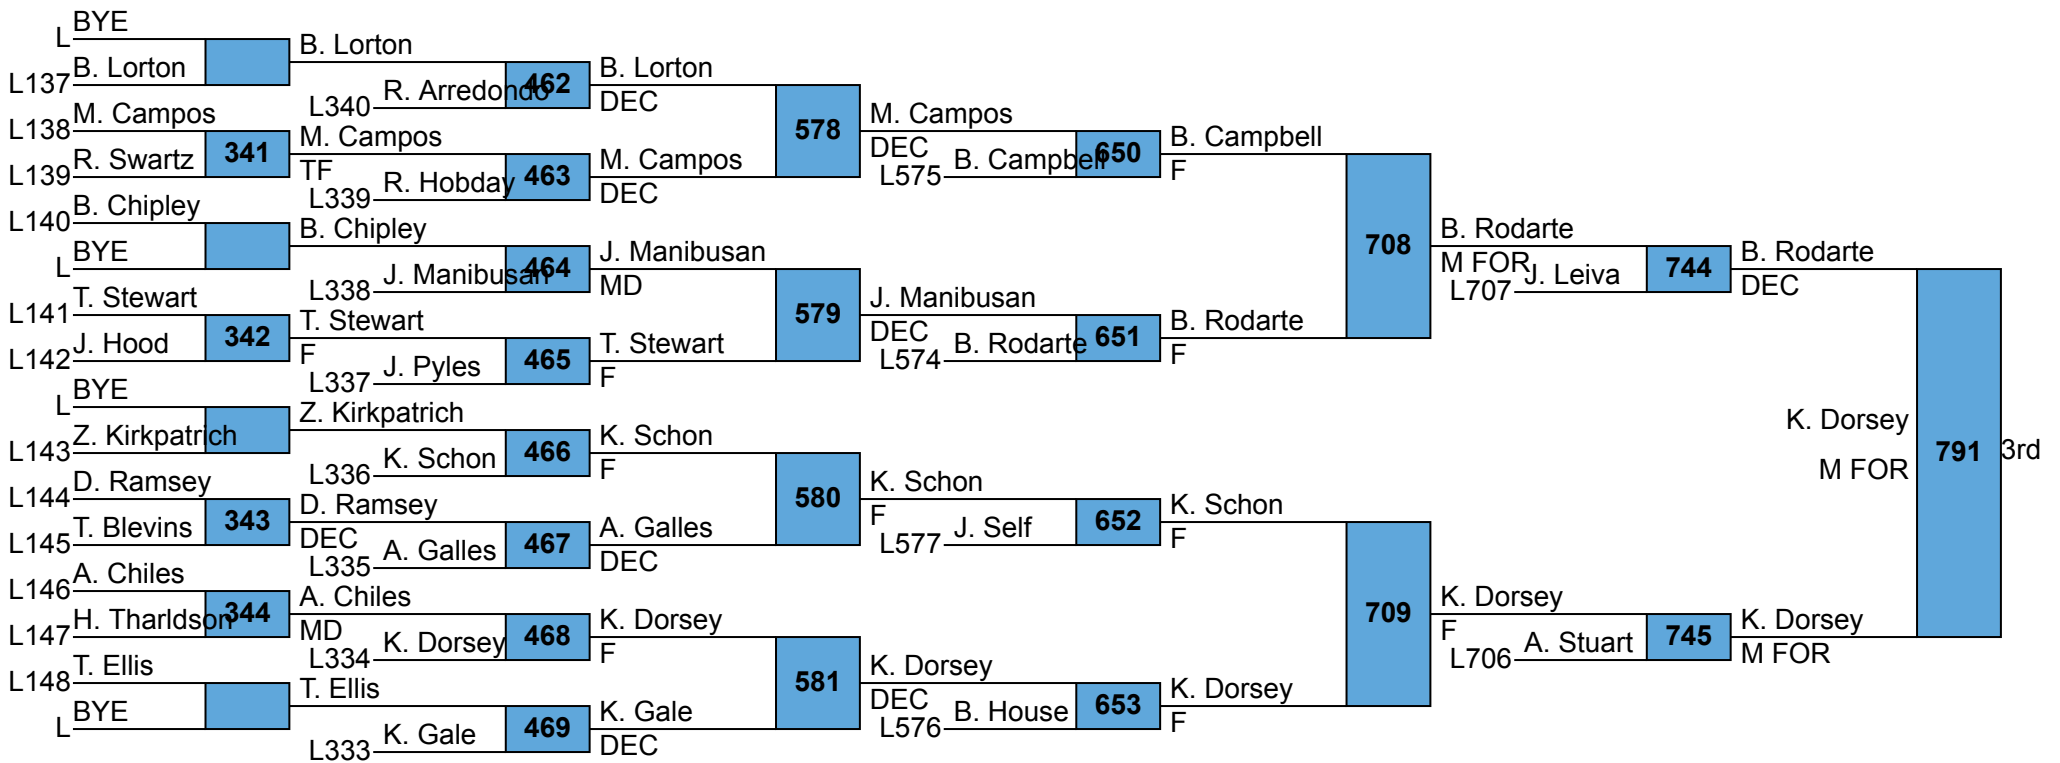 BYE
L
B. Lorton
L137
B. Lorton
M. Campos
L138
R. Swartz
L139
341
M. Campos
TF
B. Chipley
L140
BYE
L
B. Chipley
T. Stewart
L141
J. Hood
L142
342
T. Stewart
F
BYE
L
Z. Kirkpatrich
L143
Z. Kirkpatrich
D. Ramsey
L144
T. Blevins
L145
343
D. Ramsey
DEC
A. Chiles
L146
H. Tharldson
L147
344
A. Chiles
MD
T. Ellis
L148
BYE
L
T. Ellis
R. Arredondo
L340
462
B. Lorton
DEC
R. Hobday
L339
463
M. Campos
DEC
J. Manibusan
L338
464
J. Manibusan
MD
J. Pyles
L337
465
T. Stewart
F
K. Schon
L336
466
K. Schon
F
A. Galles
L335
467
A. Galles
DEC
K. Dorsey
L334
468
K. Dorsey
F
K. Gale
L333
469
K. Gale
DEC
578
M. Campos
DEC
579
J. Manibusan
DEC
580
K. Schon
F
581
K. Dorsey
DEC
B. Campbell
L575
650
B. Campbell
F
B. Rodarte
L574
651
B. Rodarte
F
J. Self
L577
652
K. Schon
F
B. House
L576
653
K. Dorsey
F
708
B. Rodarte
M FOR
709
K. Dorsey
F
J. Leiva
L707
744
B. Rodarte
DEC
A. Stuart
L706
745
K. Dorsey
M FOR
K. Dorsey
M FOR
791
3rd